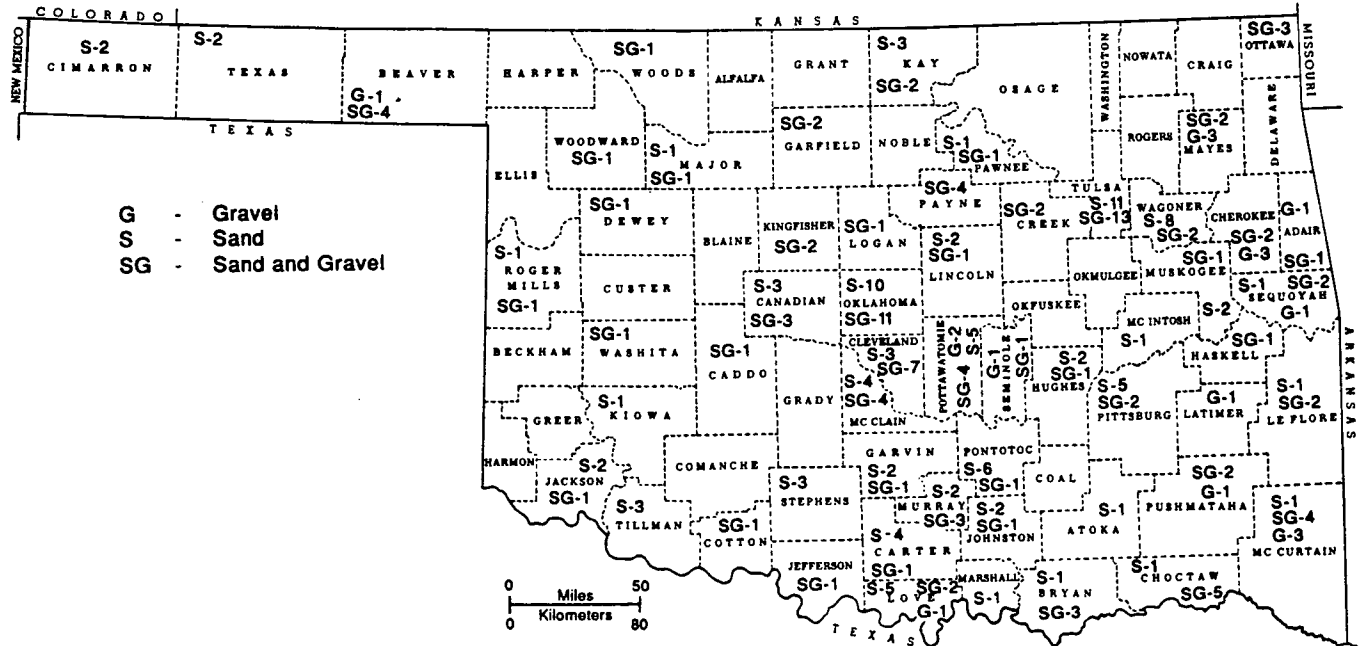 COLORADO
KANSAS
NEW MEXICO
MISSOURI
S-2
CIMARRON
S-2
TEXAS
BEAVER
G-1
SG-4
HARPER
SG-1
WOODS
ALFALFA
GRANT
S-3
KAY
SG-2
OSAGE
WASHINGTON
NOWATA
CRAIG
SG-3
OTTAWA
TEXAS
ELLIS
WOODWARD
SG-1
S-1
MAJOR
SG-1
SG-2
GARFIELD
NOBLE
S-1
SG-1
PAWNEE
ROGERS
SG-2
G-3
MAYES
DELAWARE
G - Gravel
S - Sand
SG - Sand and Gravel
SG-1
DEWEY
BLAINE
KINGFISHER
SG-2
SG-1
LOGAN
SG-4
PAYNE
SG-2
CREEK
TULSA
S-11
SG-13
WAGONER
S-8
SG-2
CHEROKEE
SG-2
G-3
G-1
ADAIR
SG-1
S-1
ROGER
MILLS
SG-1
CUSTER
S-3
CANADIAN
SG-3
S-10
OKLAHOMA
SG-11
S-2
SG-1
LINCOLN
OKFUSKEE
OKMULGEE
SG-1
MUSKOGEE
S-2
S-1
SG-2
SEQUOYAH
G-1
BECKHAM
SG-1
WASHITA
SG-1
CADDO
GRADY
CLEVELAND
S-3
SG-7
S-4
SG-4
MC CLAIN
POTTAWATOMIE
G-2
SG-4
S-5
G-1
SEMINOLE
SG-1
S-2
SG-1
HUGHES
MC INTOSH
S-1
SG-1
HASKELL
ARKANSAS
GREER
S-1
KIOWA
S-5
SG-2
PITTSBURG
G-1
LATIMER
S-1
SG-2
LE FLORE
HARMON
S-2
JACKSON
SG-1
COMANCHE
S-3
TILLMAN
SG-1
COTTON
S-3
STEPHENS
GARVIN
S-2
SG-1
PONTOTOC
S-6
SG-1
COAL
S-2
MURRAY
SG-3
S-2
SG-1
JOHNSTON
S-1
ATOKA
SG-2
G-1
PUSHMATAHA
S-1
SG-4
G-3
MC CURTAIN
S-4
CARTER
SG-1
JEFFERSON
SG-1
S-5
SG-2
LOVE
G-1
MARSHALL
S-1
S-1
BRYAN
SG-3
S-1
CHOCTAW
SG-5
0 50
Miles
Kilometers
0 80
TEXAS